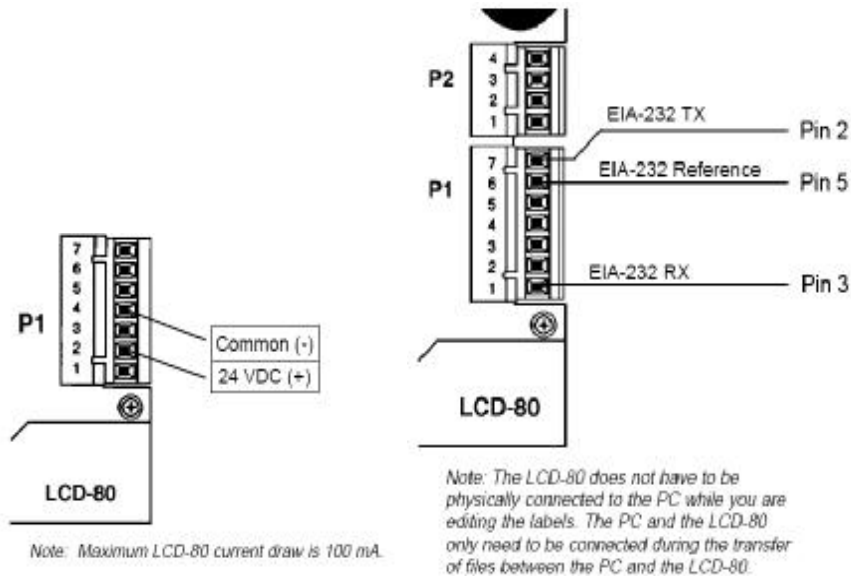 P1
7
6
5
4
3
2
1
Common (-)
24 VDC (+)
LCD-80
Note: Maximum LCD-80 current draw is 100 mA.
P2
4
3
2
1
P1
7
6
5
4
3
2
1
EIA-232 TX
Pin 2
EIA-232 Reference
Pin 5
EIA-232 RX
Pin 3
LCD-80
Note: The LCD-80 does not have to be
physically connected to the PC while you are
editing the labels. The PC and the LCD-80
only need to be connected during the transfer
of files between the PC and the LCD-80.